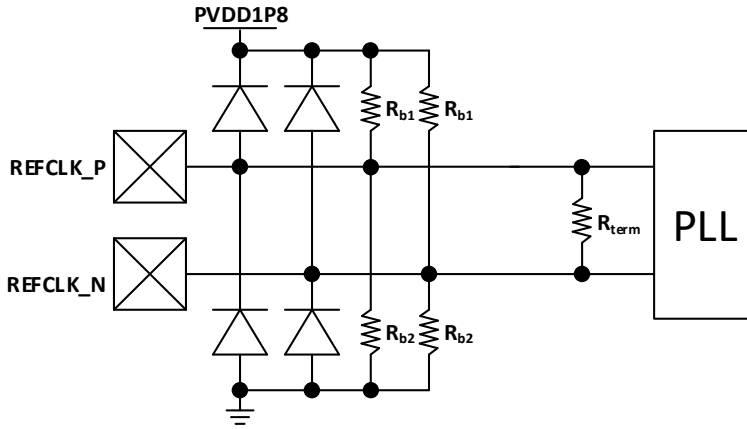 PVDD1P8
Rb1 Rb1
REFCLK_P
Rterm
PLL
REFCLK_N
Rb2 Rb2